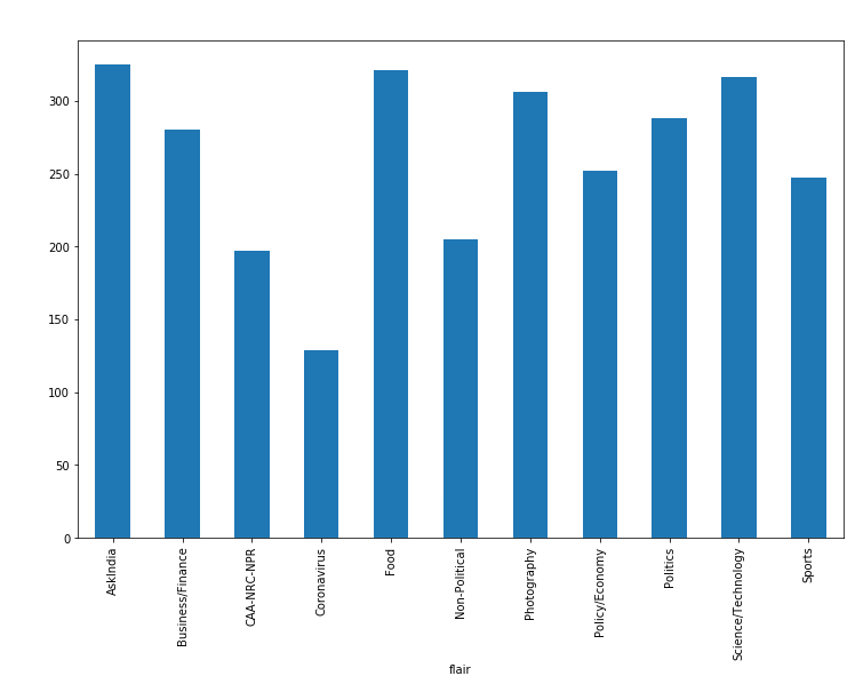 300
250
200
150
100
50
0
AskIndia
Business/Finance
CAA-NRC-NPR
Coronavirus
Food
Non-Political
Photography
Policy/Economy
Politics
Science/Technology
Sports
flair